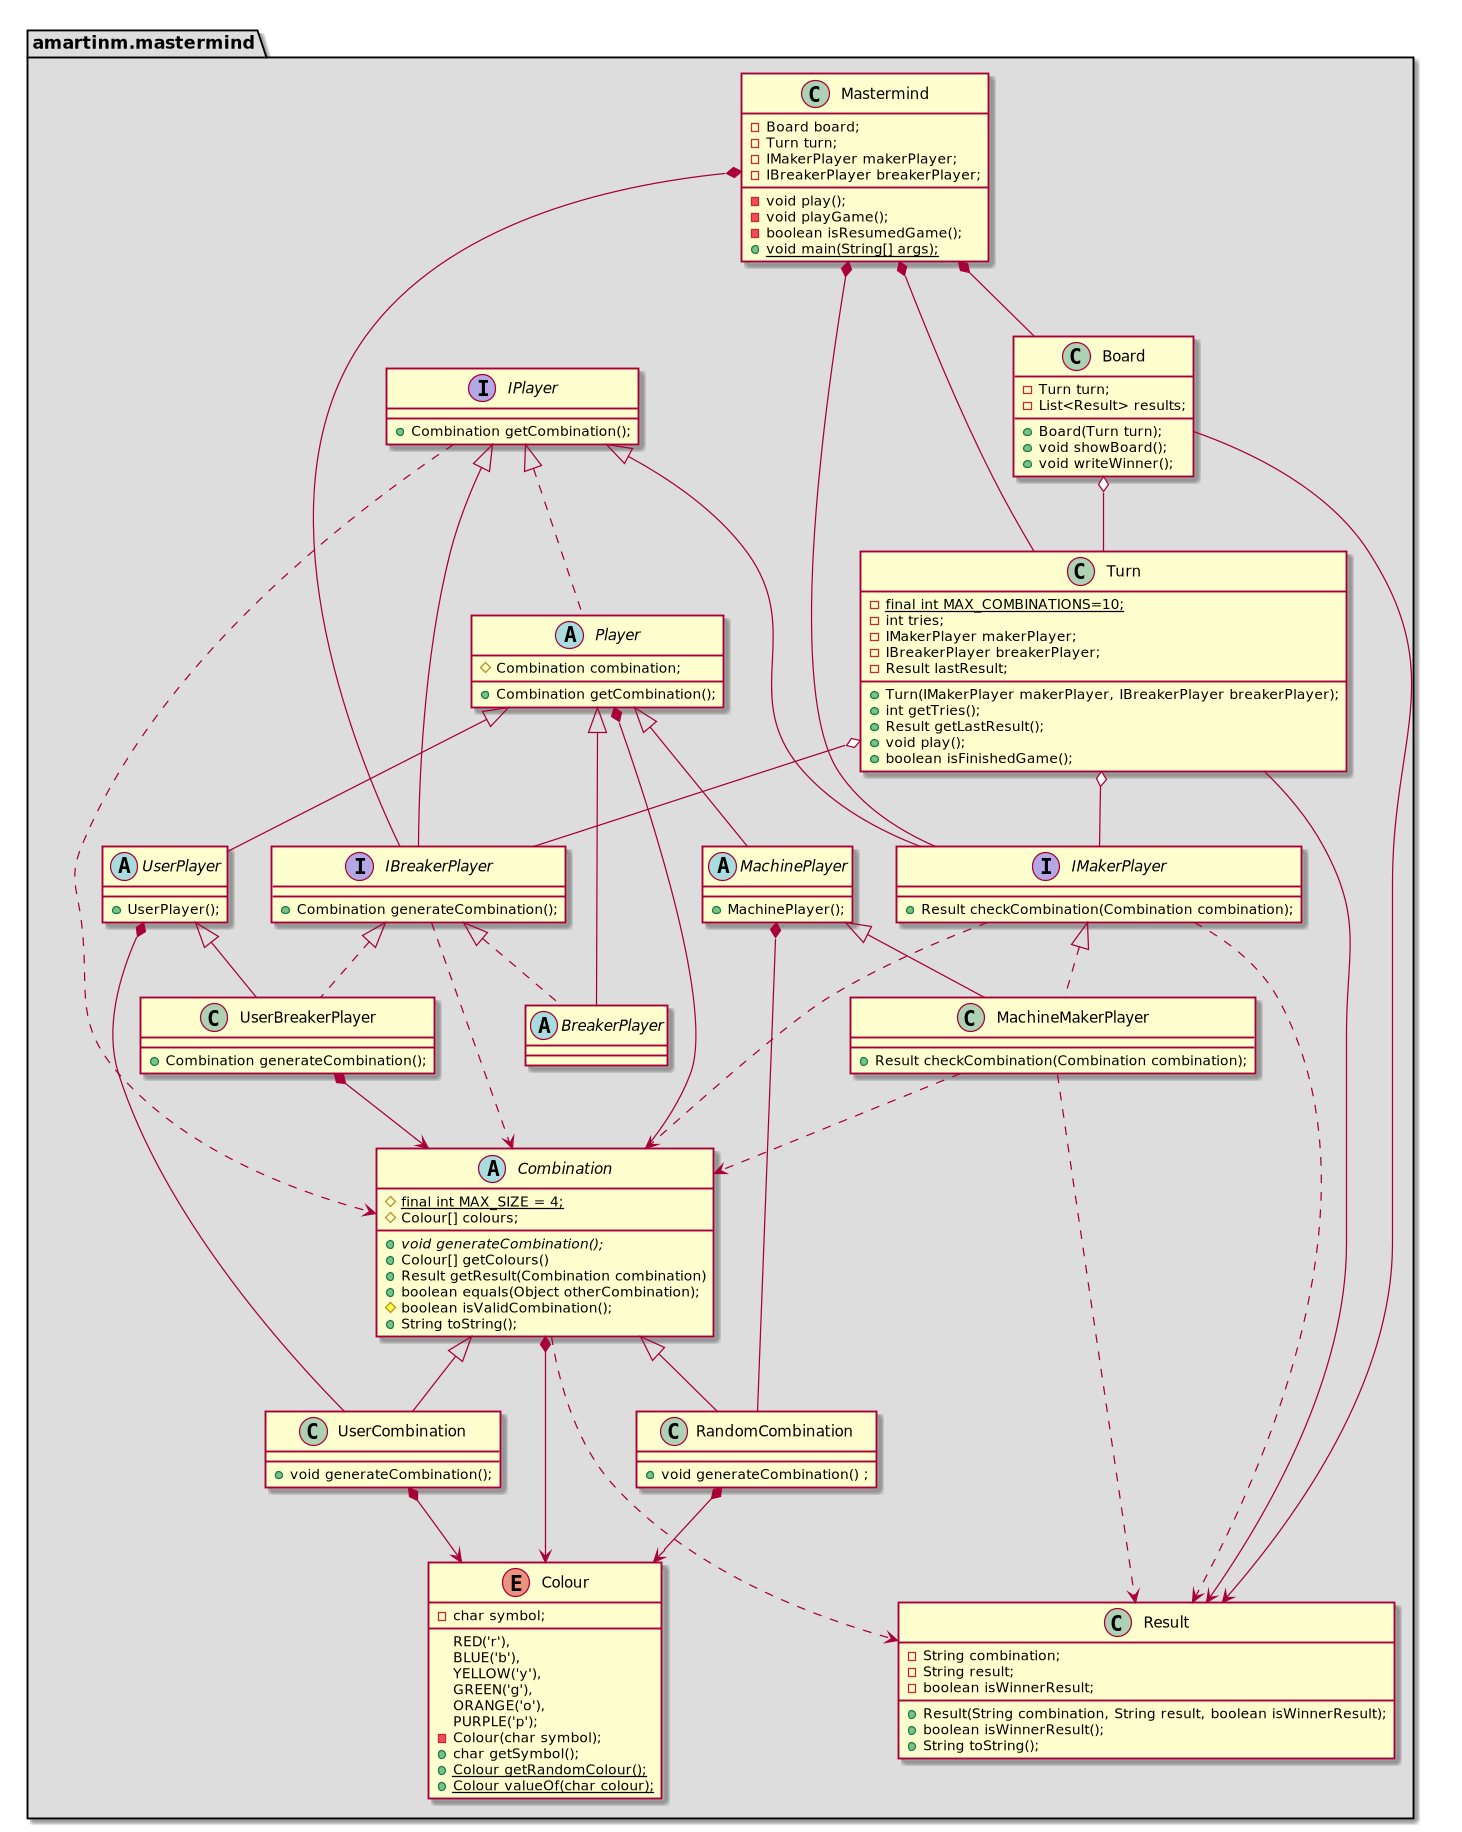 amartinm.mastermind
C Mastermind
Board board;
Turn turn;
IMakerPlayer makerPlayer;
IBreakerPlayer breakerPlayer;
void play();
void playGame();
boolean isResumedGame();
void main(String[] args);
C Board
Turn turn;
List<Result> results;
Board(Turn turn);
void showBoard();
void writeWinner();
I IPlayer
Combination getCombination();
C Turn
final int MAX_COMBINATIONS=10;
int tries;
IMakerPlayer makerPlayer;
IBreakerPlayer breakerPlayer;
Result lastResult;
Turn(IMakerPlayer makerPlayer, IBreakerPlayer breakerPlayer);
int getTries();
Result getLastResult();
void play();
boolean isFinishedGame();
A Player
Combination combination;
Combination getCombination();
A UserPlayer
UserPlayer();
I IBreakerPlayer
Combination generateCombination();
A MachinePlayer
MachinePlayer();
I IMakerPlayer
Result checkCombination(Combination combination);
C UserBreakerPlayer
Combination generateCombination();
A BreakerPlayer
C MachineMakerPlayer
Result checkCombination(Combination combination);
A Combination
final int MAX_SIZE = 4;
Colour[] colours;
void generateCombination();
Colour[] getColours()
Result getResult(Combination combination)
boolean equals(Object otherCombination);
boolean isValidCombination();
String toString();
C UserCombination
void generateCombination();
C RandomCombination
void generateCombination() ;
E Colour
char symbol;
RED('r'),
BLUE('b'),
YELLOW('y'),
GREEN('g'),
ORANGE('o'),
PURPLE('p');
Colour(char symbol);
char getSymbol();
Colour getRandomColour();
Colour valueOf(char colour);
C Result
String combination;
String result;
boolean isWinnerResult;
Result(String combination, String result, boolean isWinnerResult);
boolean isWinnerResult();
String toString();